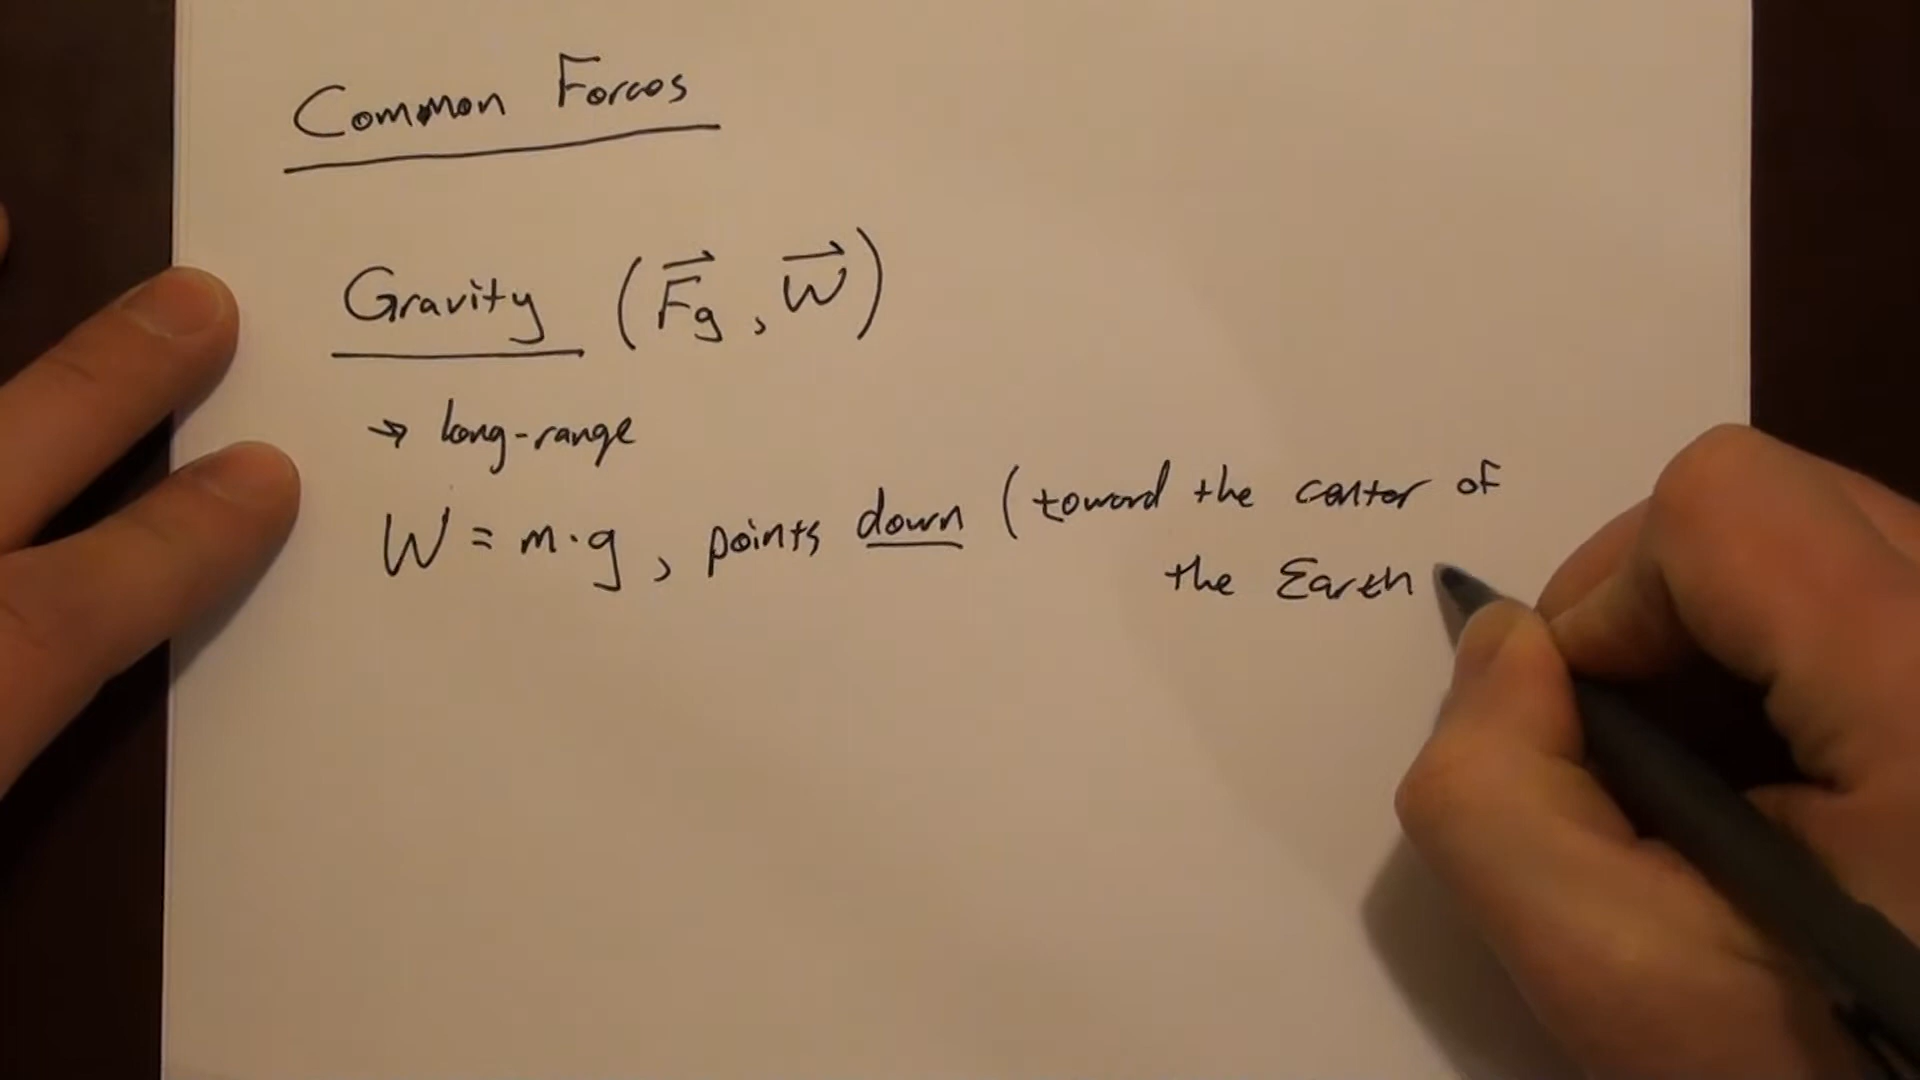 Common Forces
Gravity (F⃗g, W⃗)
→ long-range
W = m·g, points down (toward the center of
the Earth